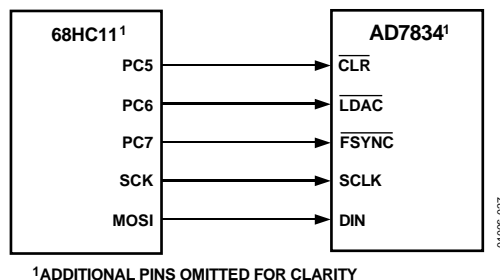 68HC11¹
AD7834¹
PC5
CLR
PC6
LDAC
PC7
FSYNC
SCK
SCLK
MOSI
DIN
¹ADDITIONAL PINS OMITTED FOR CLARITY